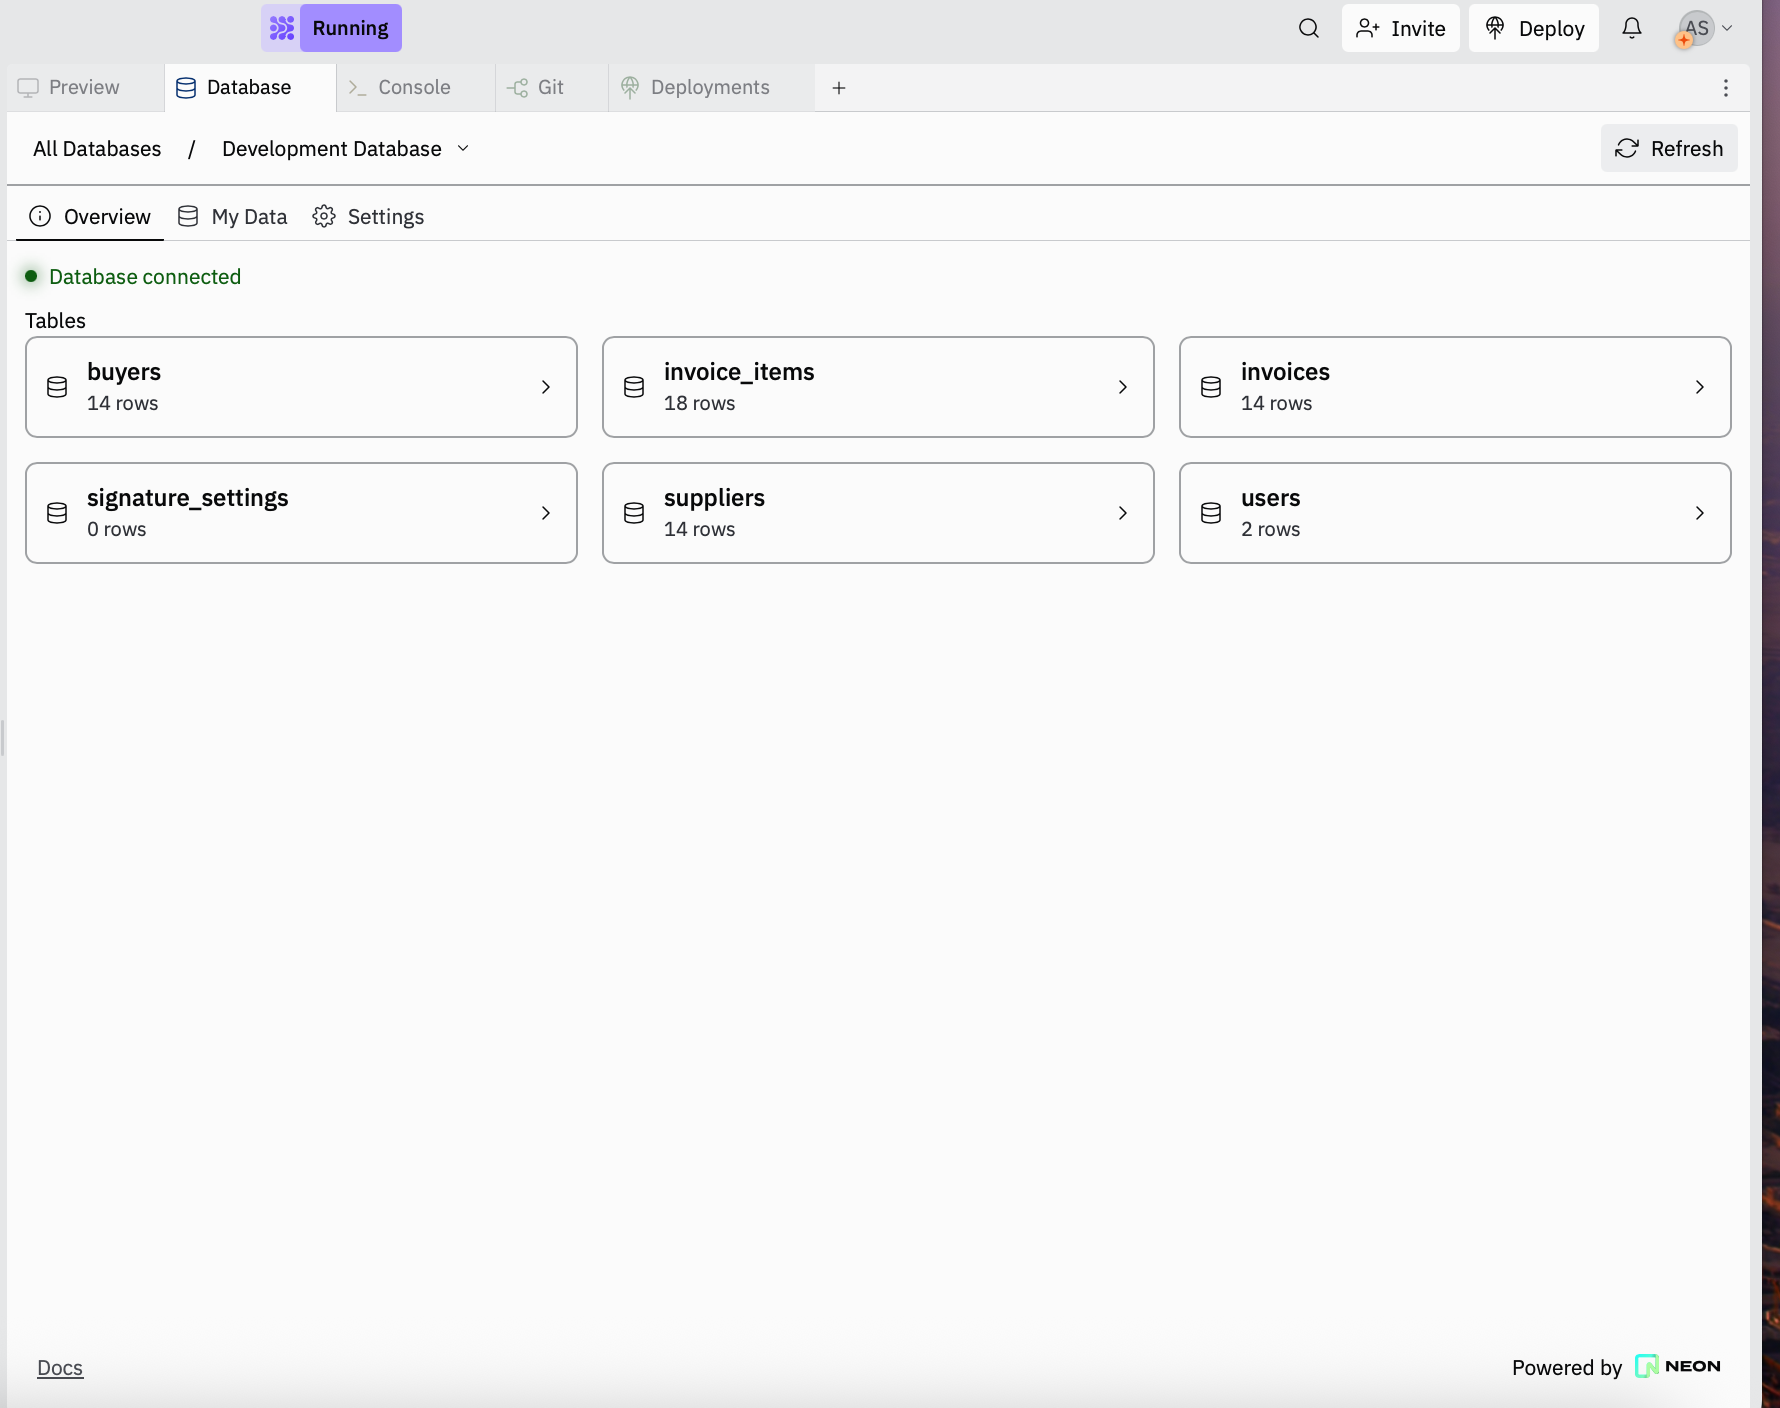 Running
Invite
Deploy
AS
Preview
Database
Console
Git
Deployments
All Databases / Development Database
Refresh
Overview
My Data
Settings
Database connected
Tables
buyers
14 rows
invoice_items
18 rows
invoices
14 rows
signature_settings
0 rows
suppliers
14 rows
users
2 rows
Docs
Powered by NEON